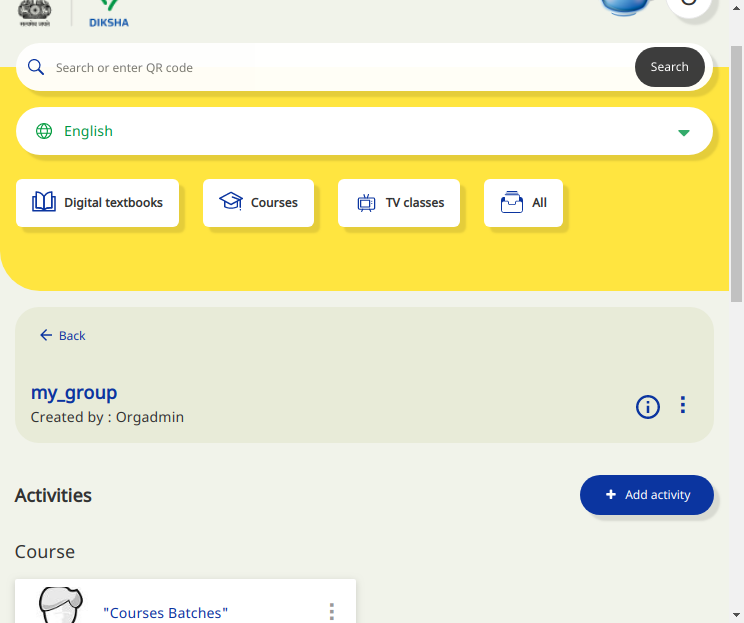 DIKSHA
Search or enter QR code
Search
English
Digital textbooks
Courses
TV classes
All
Back
my_group
Created by : Orgadmin
Activities
+ Add activity
Course
"Courses Batches"